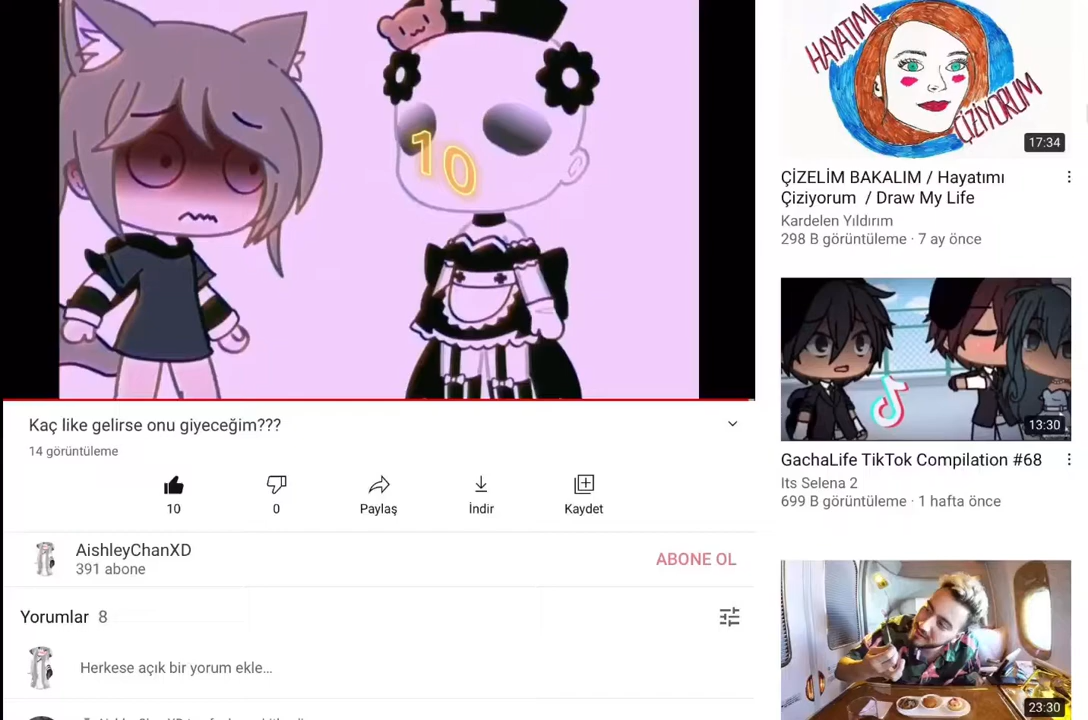 10
Kaç like gelirse onu giyeceğim???
14 görüntüleme
10
0
Paylaş
İndir
Kaydet
AishleyChanXD
391 abone
ABONE OL
Yorumlar 8
Herkese açık bir yorum ekle...
HAYATIMI
ÇİZİYORUM
17:34
ÇİZELİM BAKALIM / Hayatımı
Çiziyorum / Draw My Life
Kardelen Yıldırım
298 B görüntüleme · 7 ay önce
13:30
GachaLife TikTok Compilation #68
Its Selena 2
699 B görüntüleme · 1 hafta önce
23:30